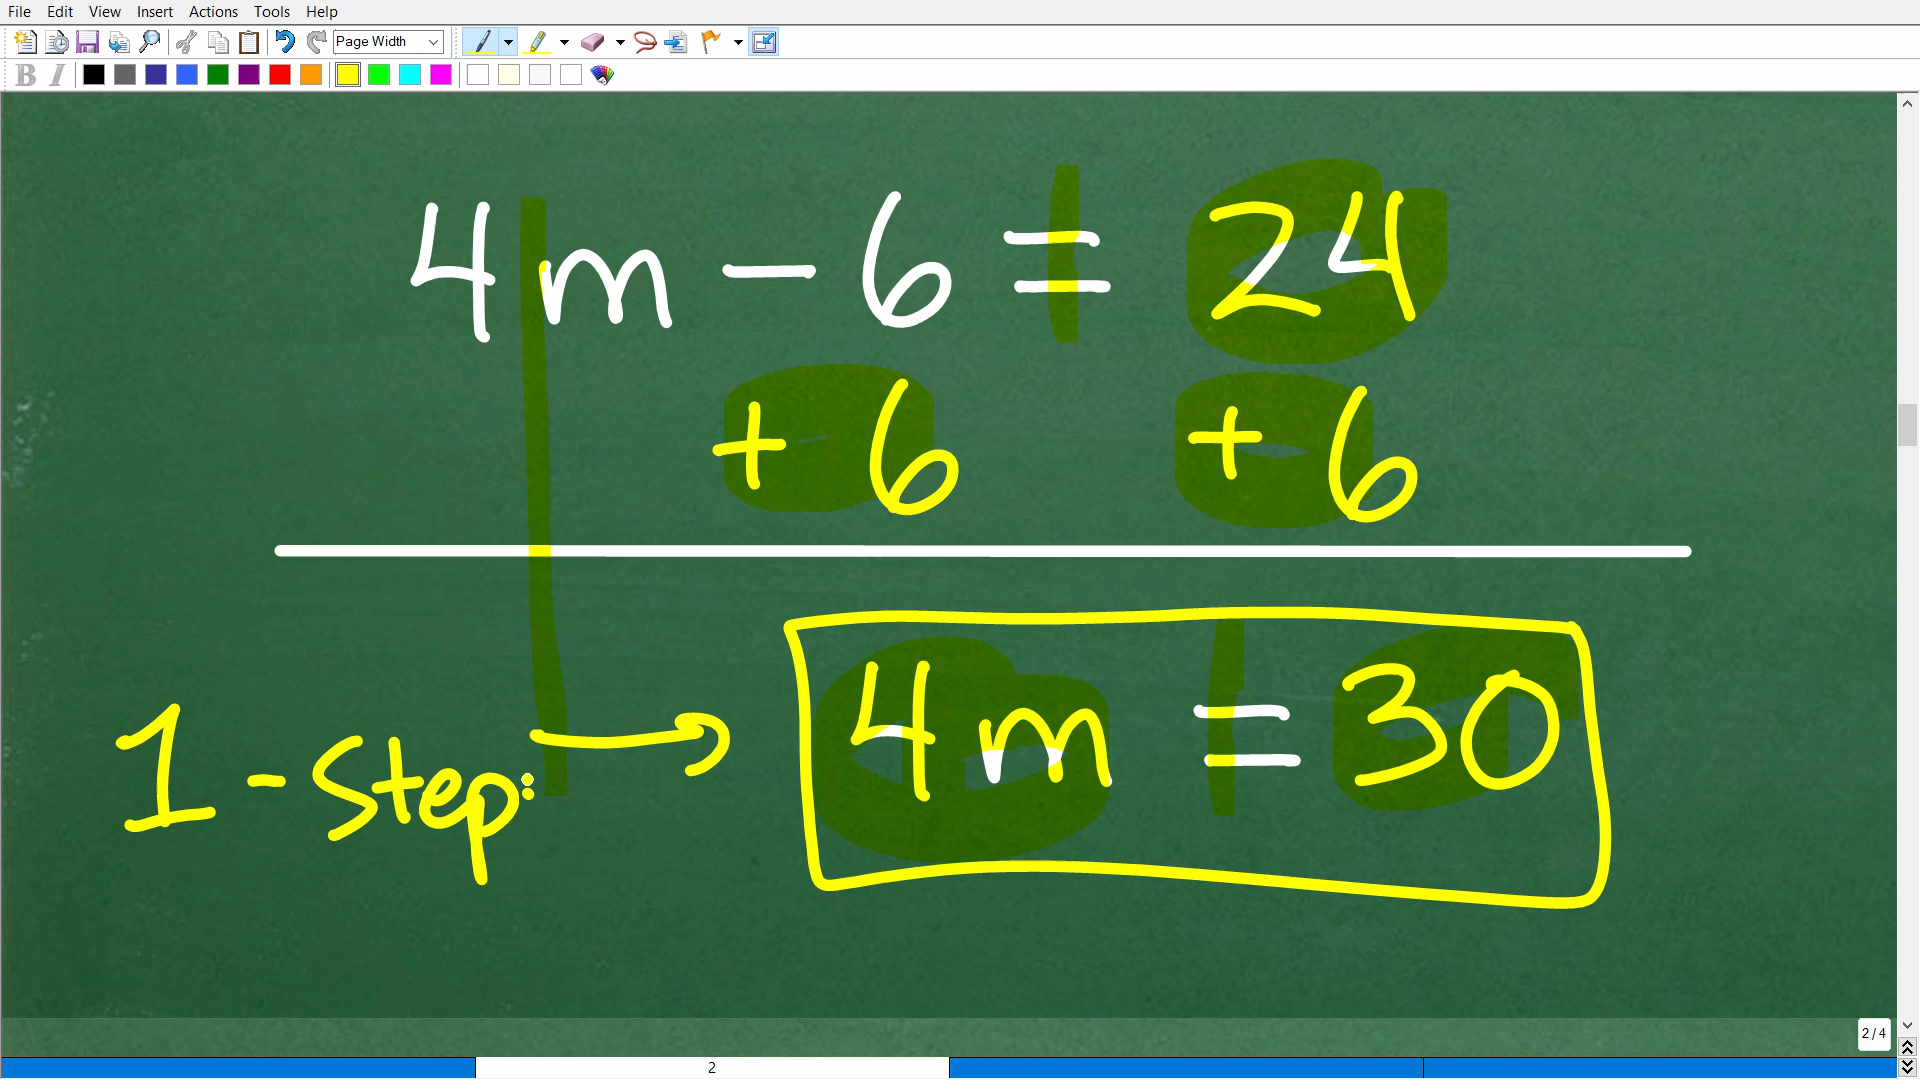 File Edit View Insert Actions Tools Help
Page Width
B I
4m - 6 = 24
+ 6 + 6
4m = 30
1 - Step:
2 / 4
2